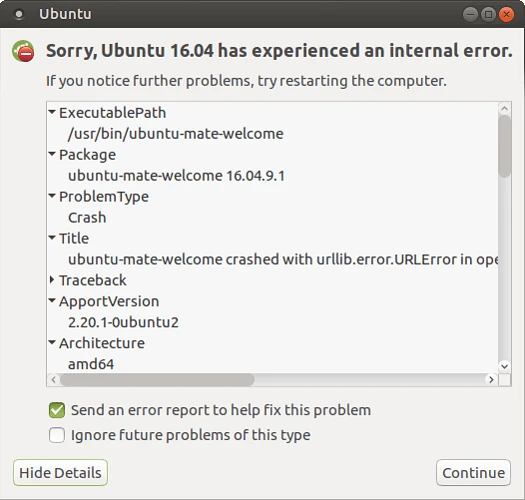 Ubuntu
Sorry, Ubuntu 16.04 has experienced an internal error.
If you notice further problems, try restarting the computer.
ExecutablePath
/usr/bin/ubuntu-mate-welcome
Package
ubuntu-mate-welcome 16.04.9.1
ProblemType
Crash
Title
ubuntu-mate-welcome crashed with urllib.error.URLError in ope
Traceback
ApportVersion
2.20.1-0ubuntu2
Architecture
amd64
Send an error report to help fix this problem
Ignore future problems of this type
Hide Details
Continue